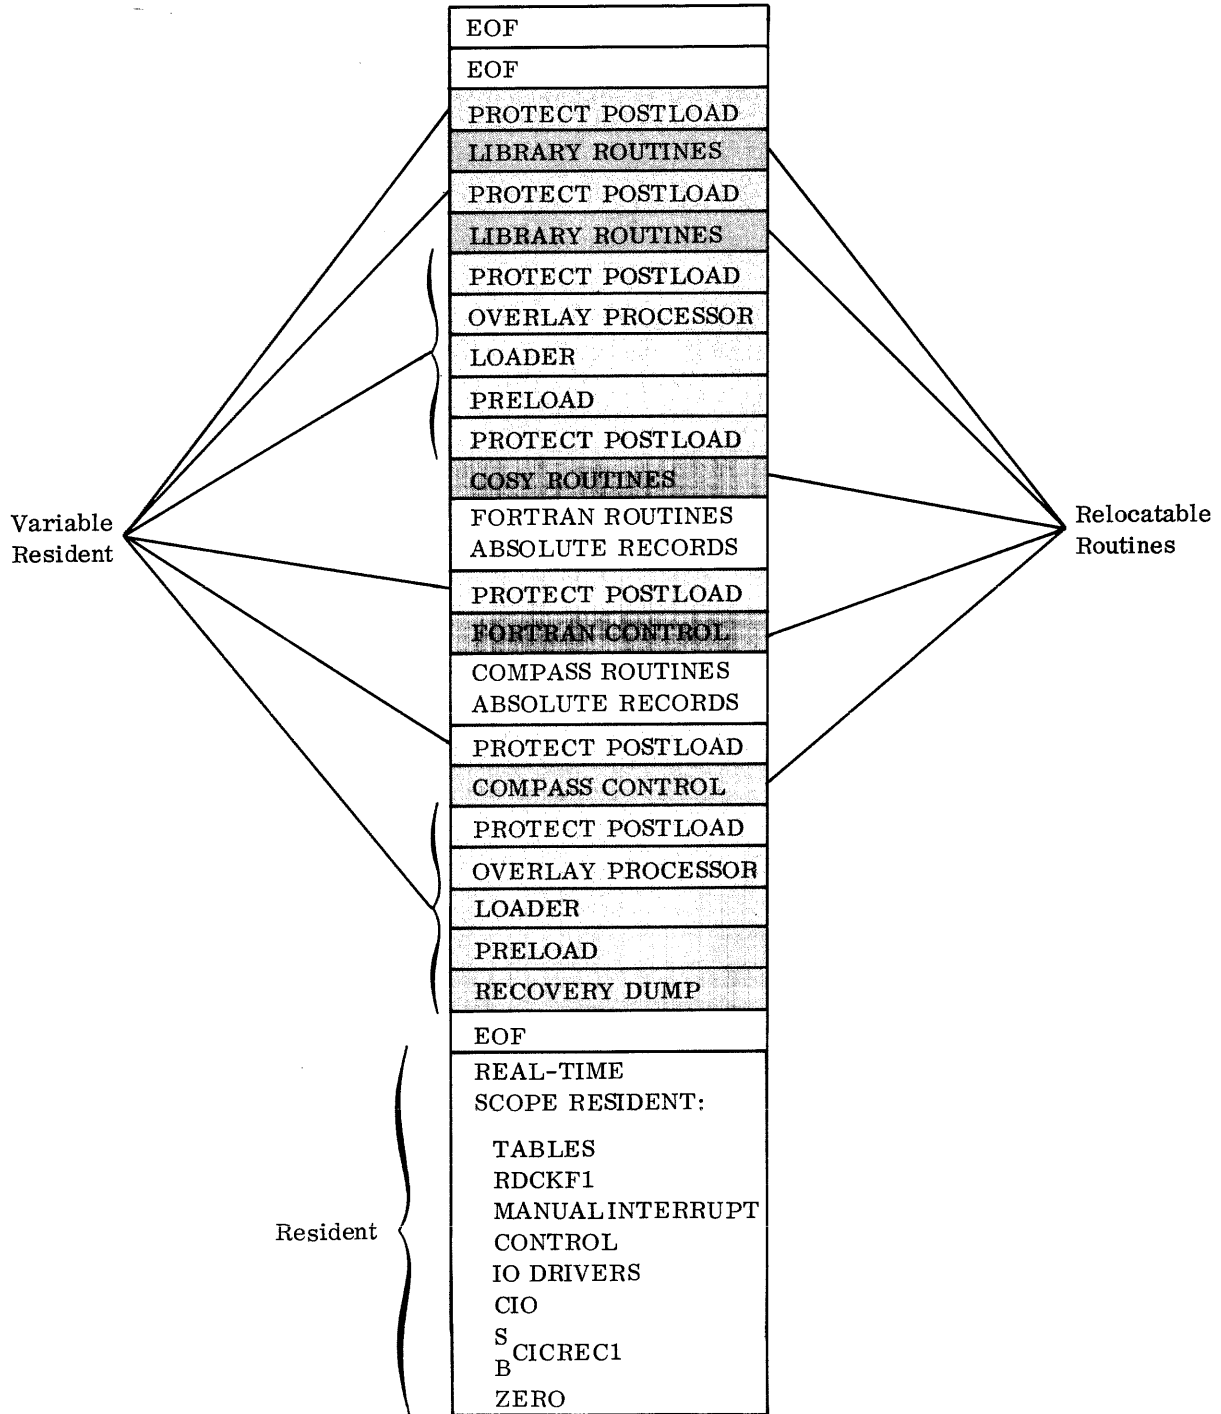 EOF
EOF
PROTECT POSTLOAD
LIBRARY ROUTINES
PROTECT POSTLOAD
LIBRARY ROUTINES
PROTECT POSTLOAD
OVERLAY PROCESSOR
LOADER
PRELOAD
PROTECT POSTLOAD
COSY ROUTINES
FORTRAN ROUTINES
ABSOLUTE RECORDS
Variable
Resident
Relocatable
Routines
PROTECT POSTLOAD
FORTRAN CONTROL
COMPASS ROUTINES
ABSOLUTE RECORDS
PROTECT POSTLOAD
COMPASS CONTROL
PROTECT POSTLOAD
OVERLAY PROCESSOR
LOADER
PRELOAD
RECOVERY DUMP
EOF
REAL-TIME
SCOPE RESIDENT:
TABLES
RDCKF1
MANUAL INTERRUPT
Resident
CONTROL
IO DRIVERS
CIO
S
CICREC1
B
ZERO